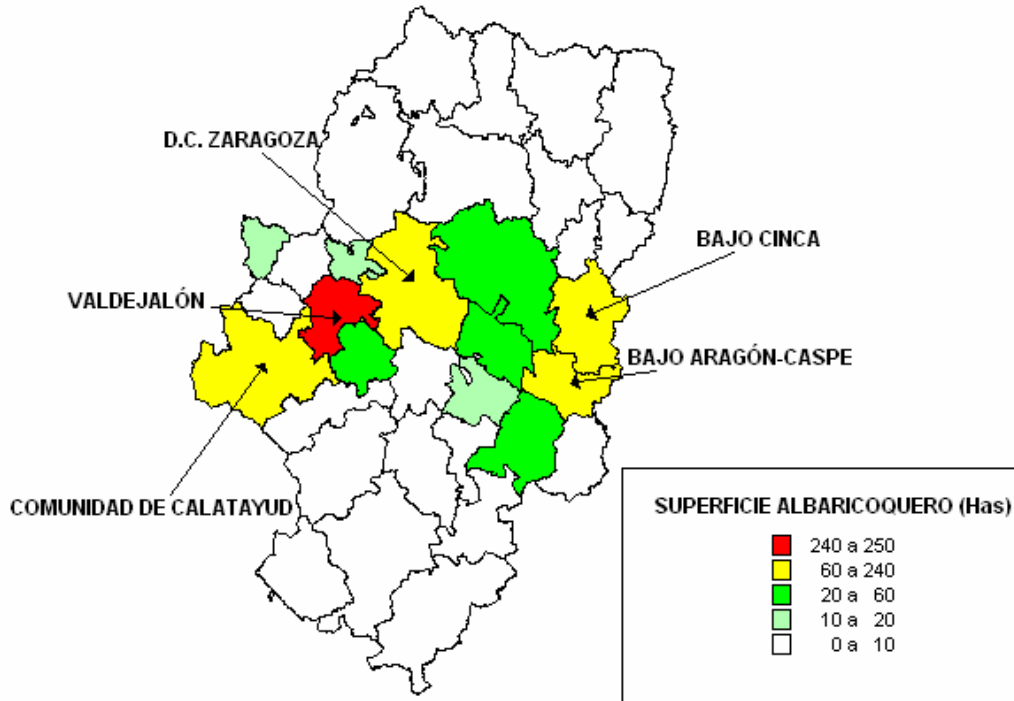 D.C. ZARAGOZA
BAJO CINCA
VALDEJALÓN
BAJO ARAGÓN-CASPE
COMUNIDAD DE CALATAYUD
SUPERFICIE ALBARICOQUERO (Has)
240 a 250
60 a 240
20 a 60
10 a 20
0 a 10